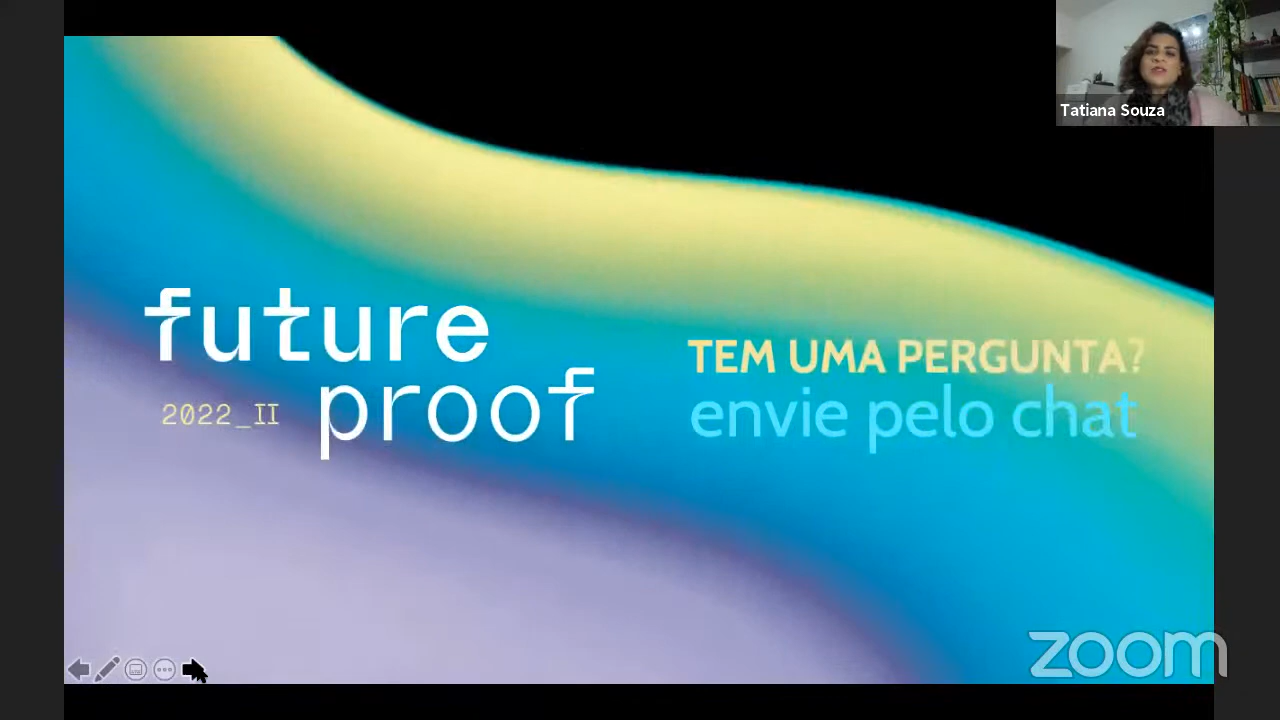 Tatiana Souza
future
2022_II proof
TEM UMA PERGUNTA?
envie pelo chat
zoom